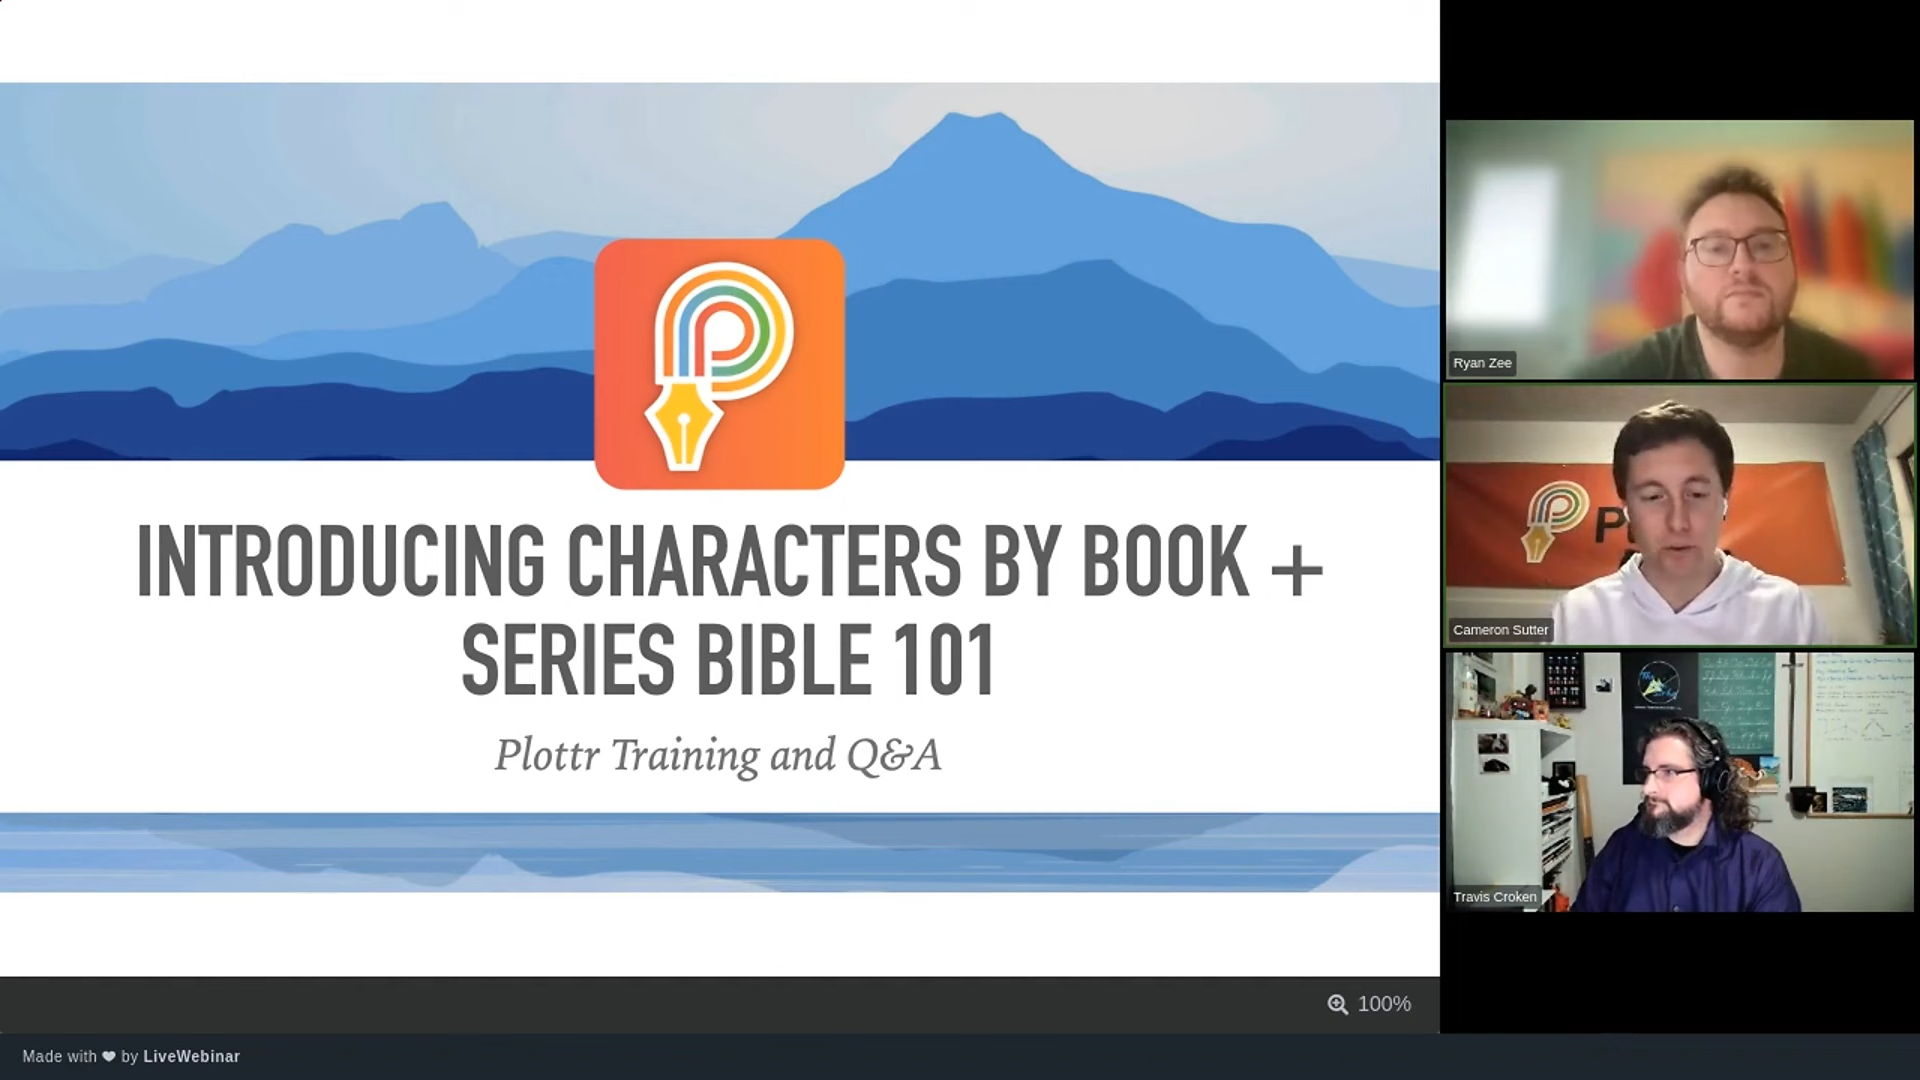 INTRODUCING CHARACTERS BY BOOK +
SERIES BIBLE 101
Plottr Training and Q&A
Ryan Zee
Cameron Sutter
Travis Croken
100%
Made with ❤ by LiveWebinar